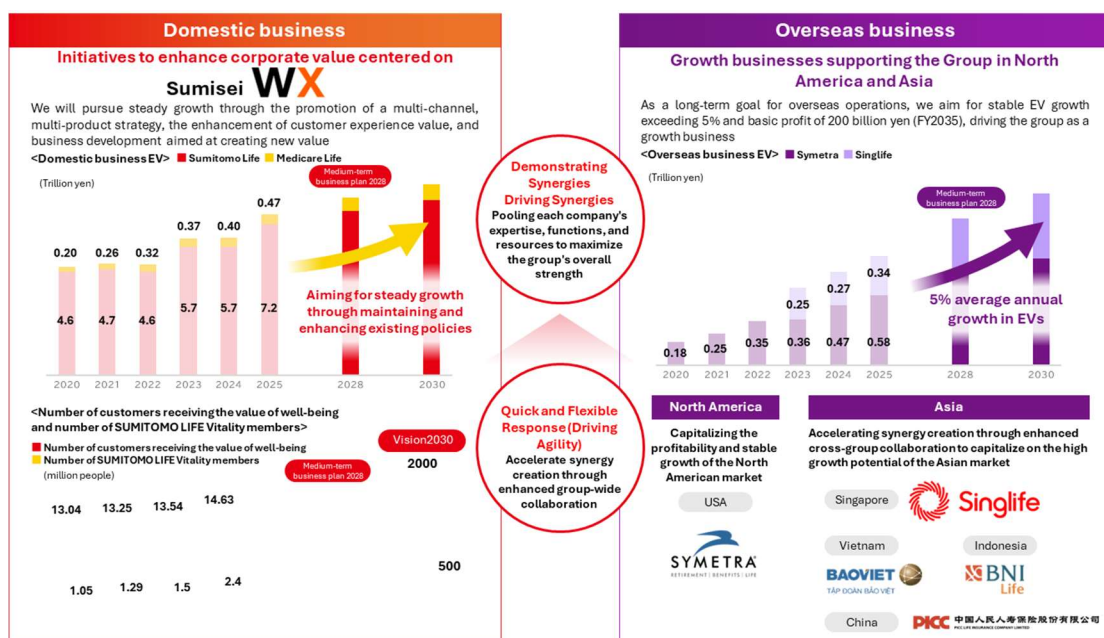 Domestic business
Initiatives to enhance corporate value centered on
Sumisei WX
We will pursue steady growth through the promotion of a multi-channel,
multi-product strategy, the enhancement of customer experience value, and
business development aimed at creating new value
<Domestic business EV> Sumitomo Life Medicare Life
(Trillion yen)
Medium-term
business plan 2028
0.20 0.26 0.32 0.37 0.40 0.47
4.6 4.7 4.6 5.7 5.7 7.2
Aiming for steady growth
through maintaining and
enhancing existing policies
2020 2021 2022 2023 2024 2025 2028 2030
<Number of customers receiving the value of well-being
and number of SUMITOMO LIFE Vitality members>
Number of customers receiving the value of well-being
Number of SUMITOMO LIFE Vitality members
(million people)
Medium-term
business plan 2028
Vision2030
2000
13.04 13.25 13.54 14.63
500
1.05 1.29 1.5 2.4
Demonstrating
Synergies
Driving Synergies
Pooling each company's
expertise, functions, and
resources to maximize
the group's overall
strength
Quick and Flexible
Response (Driving
Agility)
Accelerate synergy
creation through
enhanced group-wide
collaboration
Overseas business
Growth businesses supporting the Group in North
America and Asia
As a long-term goal for overseas operations, we aim for stable EV growth
exceeding 5% and basic profit of 200 billion yen (FY2035), driving the group as a
growth business
<Overseas business EV> Symetra Singlife
(Trillion yen)
Medium-term
business plan 2028
0.25 0.27 0.34
0.18 0.25 0.35 0.36 0.47 0.58
5% average annual
growth in EVs
2020 2021 2022 2023 2024 2025 2028 2030
North America
Capitalizing the
profitability and stable
growth of the North
American market
USA
SYMETRA
RETIREMENT | BENEFITS | LIFE
Asia
Accelerating synergy creation through enhanced
cross-group collaboration to capitalize on the high
growth potential of the Asian market
Singapore
Singlife
Vietnam
BAOVIET
TẬP ĐOÀN BẢO VIỆT
Indonesia
BNI
Life
China
PICC 中国人民人寿保险股份有限公司
PICC LIFE INSURANCE COMPANY LIMITED